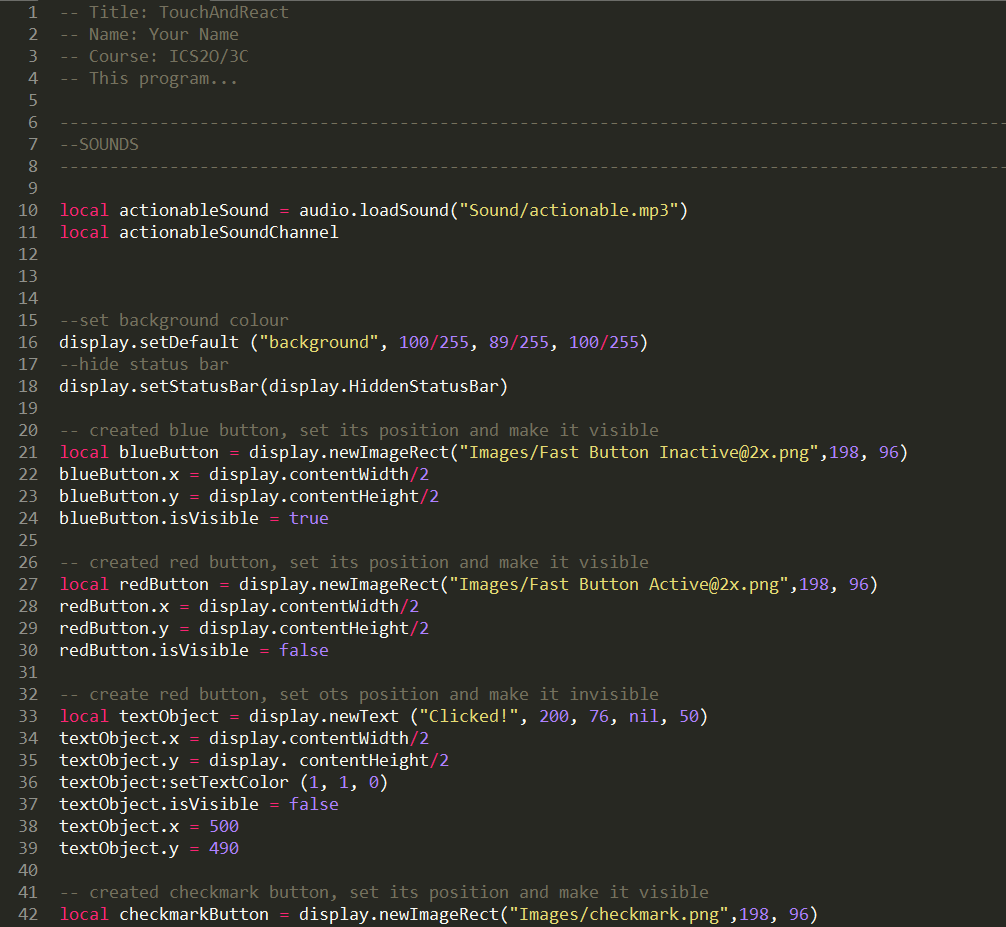 1 -- Title: TouchAndReact
2 -- Name: Your Name
3 -- Course: ICS2O/3C
4 -- This program...
5
6 -----------------------------------------------------------------------------------------------
7 --SOUNDS
8 -----------------------------------------------------------------------------------------------
9
10 local actionableSound = audio.loadSound("Sound/actionable.mp3")
11 local actionableSoundChannel
12
13
14
15 --set background colour
16 display.setDefault ("background", 100/255, 89/255, 100/255)
17 --hide status bar
18 display.setStatusBar(display.HiddenStatusBar)
19
20 -- created blue button, set its position and make it visible
21 local blueButton = display.newImageRect("Images/Fast Button Inactive@2x.png",198, 96)
22 blueButton.x = display.contentWidth/2
23 blueButton.y = display.contentHeight/2
24 blueButton.isVisible = true
25
26 -- created red button, set its position and make it visible
27 local redButton = display.newImageRect("Images/Fast Button Active@2x.png",198, 96)
28 redButton.x = display.contentWidth/2
29 redButton.y = display.contentHeight/2
30 redButton.isVisible = false
31
32 -- create red button, set ots position and make it invisible
33 local textObject = display.newText ("Clicked!", 200, 76, nil, 50)
34 textObject.x = display.contentWidth/2
35 textObject.y = display. contentHeight/2
36 textObject:setTextColor (1, 1, 0)
37 textObject.isVisible = false
38 textObject.x = 500
39 textObject.y = 490
40
41 -- created checkmark button, set its position and make it visible
42 local checkmarkButton = display.newImageRect("Images/checkmark.png",198, 96)